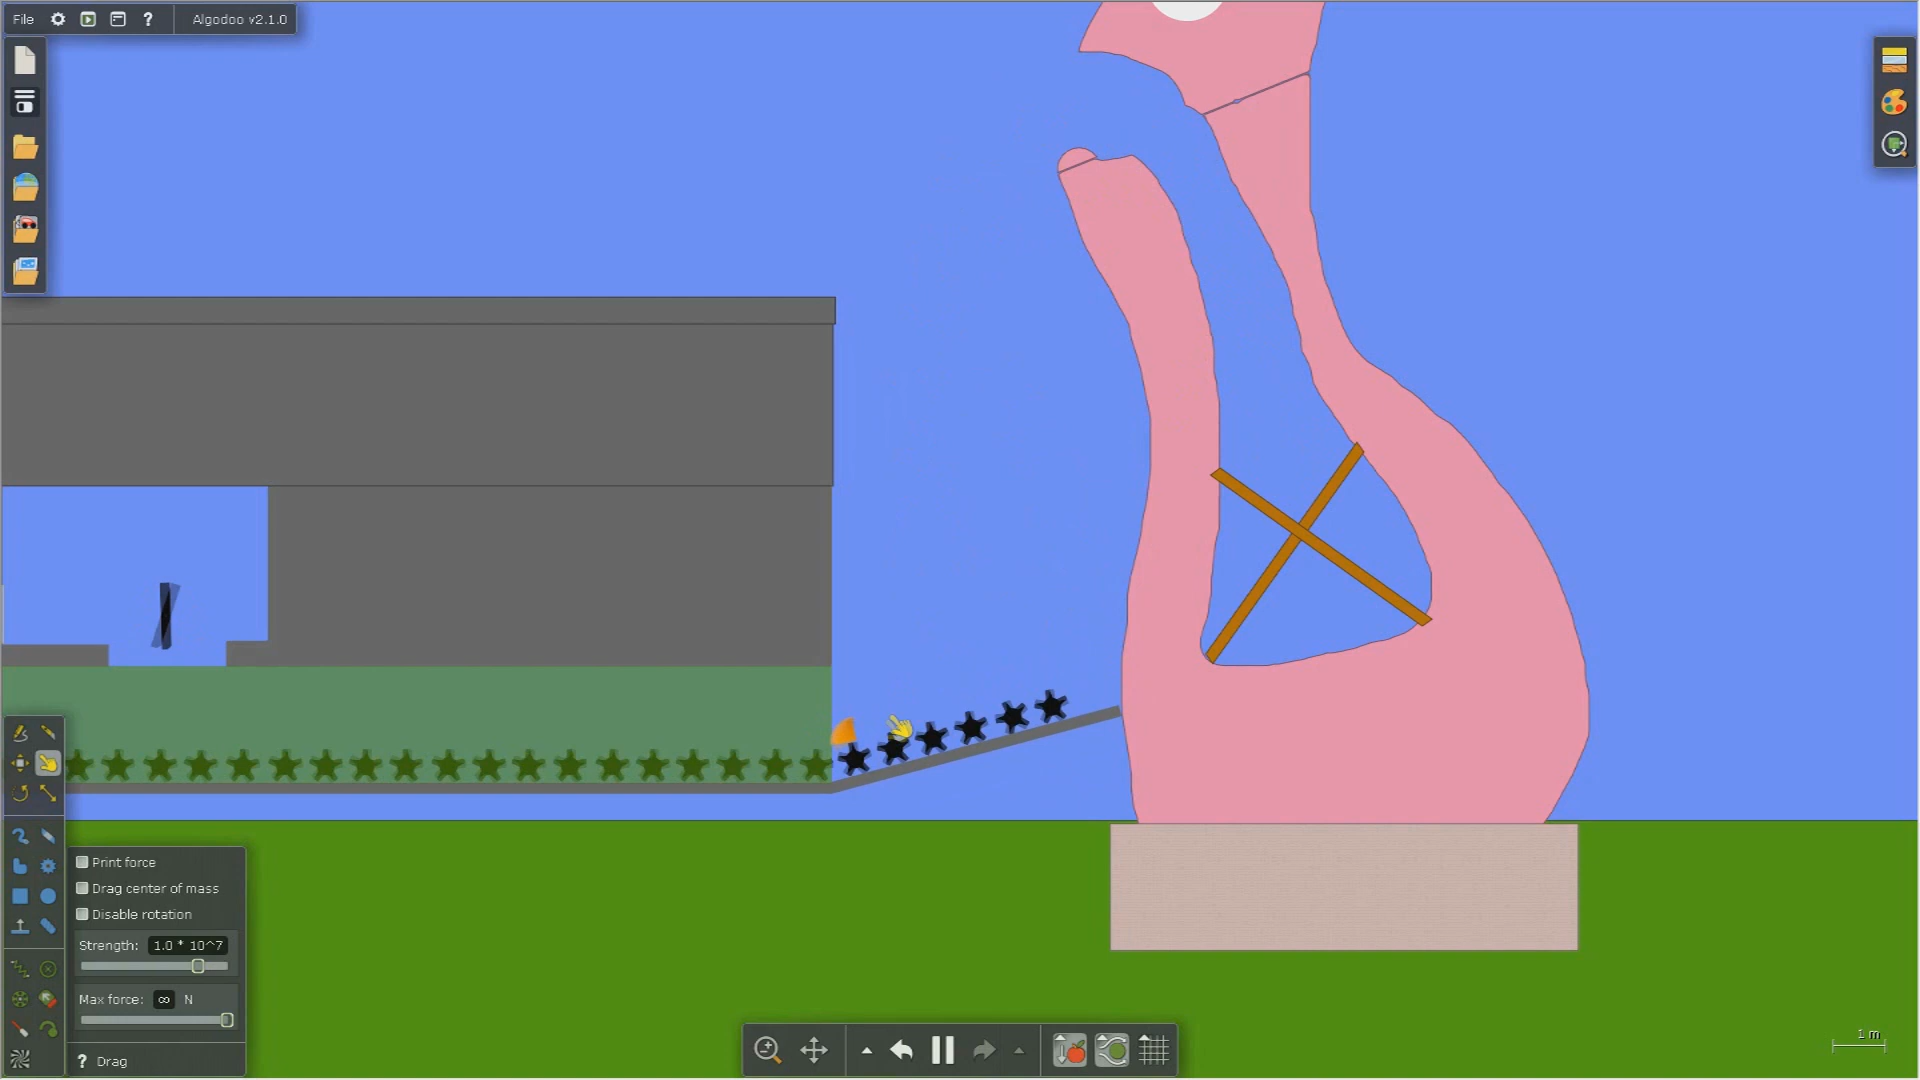 File ? Algodoo v2.1.0
Print force
Drag center of mass
Disable rotation
Strength: 1.0 * 10^7
Max force: ∞ N
? Drag
1 m